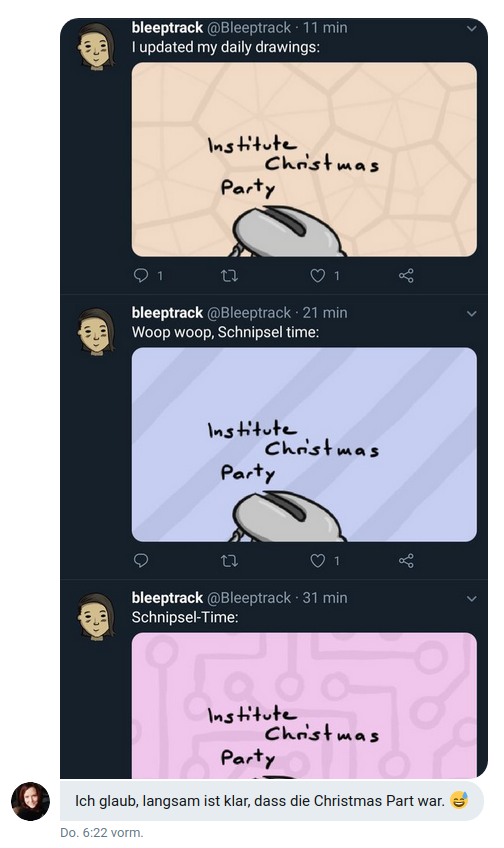 bleeptrack @Bleeptrack · 11 min
I updated my daily drawings:
Institute
Christmas
Party
1
1
bleeptrack @Bleeptrack · 21 min
Woop woop, Schnipsel time:
Institute
Christmas
Party
1
bleeptrack @Bleeptrack · 31 min
Schnipsel-Time:
Institute
Christmas
Party
Ich glaub, langsam ist klar, dass die Christmas Part war. 😅
Do. 6:22 vorm.